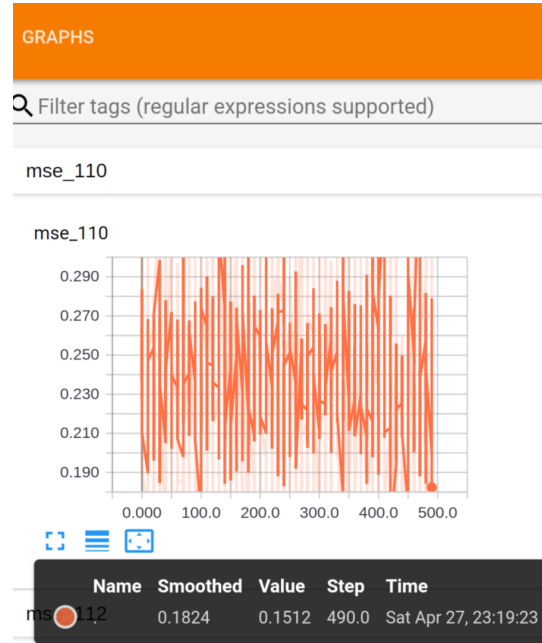 GRAPHS
Filter tags (regular expressions supported)
mse_110
mse_110
0.290
0.270
0.250
0.230
0.210
0.190
0.000 100.0 200.0 300.0 400.0 500.0
Name Smoothed Value Step Time
. 0.1824 0.1512 490.0 Sat Apr 27, 23:19:23
mse_112